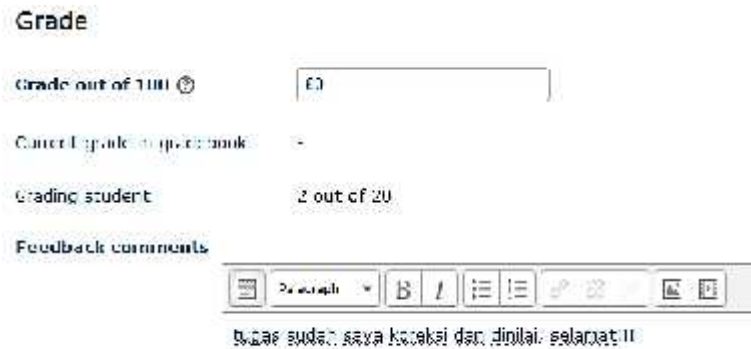 Grade
Grade out of 100
Current grade in gradebook
-
Grading student
2 out of 20
Feedback comments
Paragraph
B I
tugas sudah saya koreksi dan dinilai. selamat